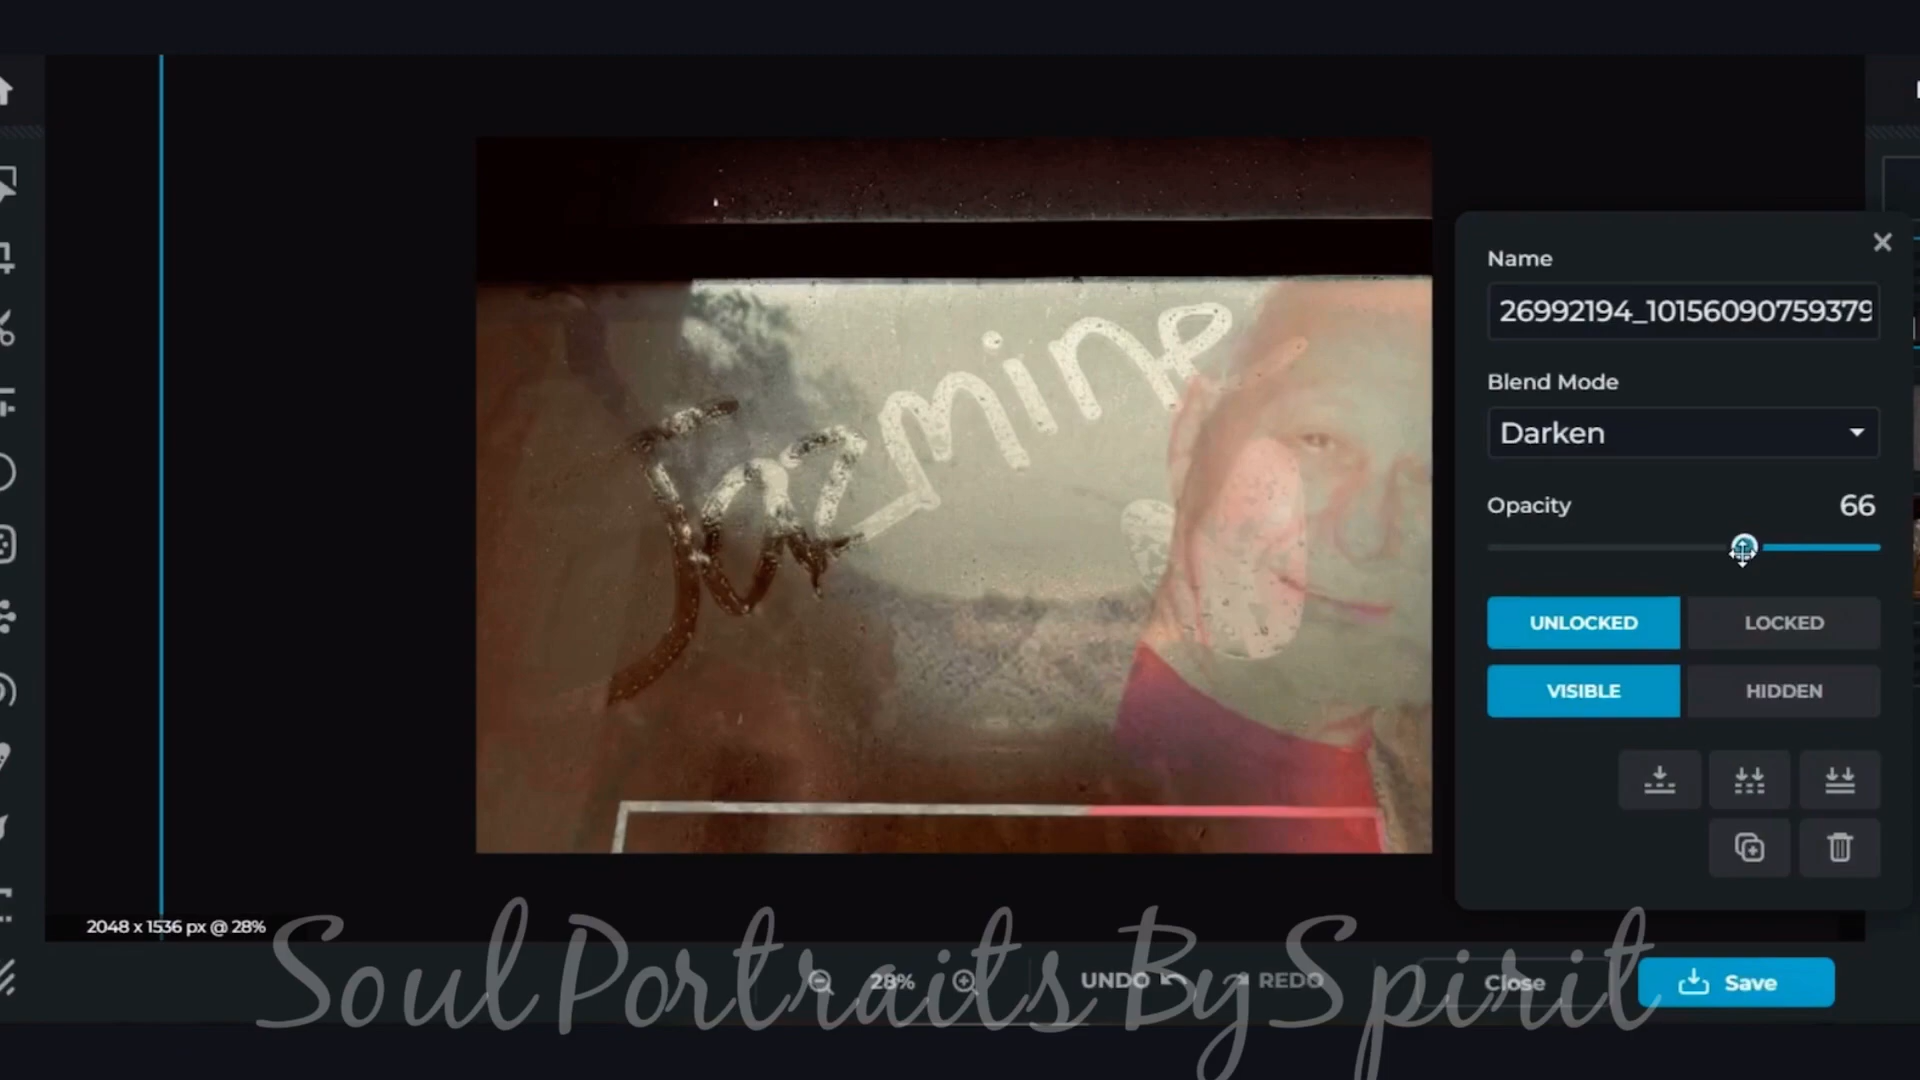 Jazmine
Name
26992194_10156090759379
Blend Mode
Darken
Opacity 66
UNLOCKED LOCKED
VISIBLE HIDDEN
2048 x 1536 px @ 28%
28% UNDO REDO Close Save
Soul Portraits By Spirit